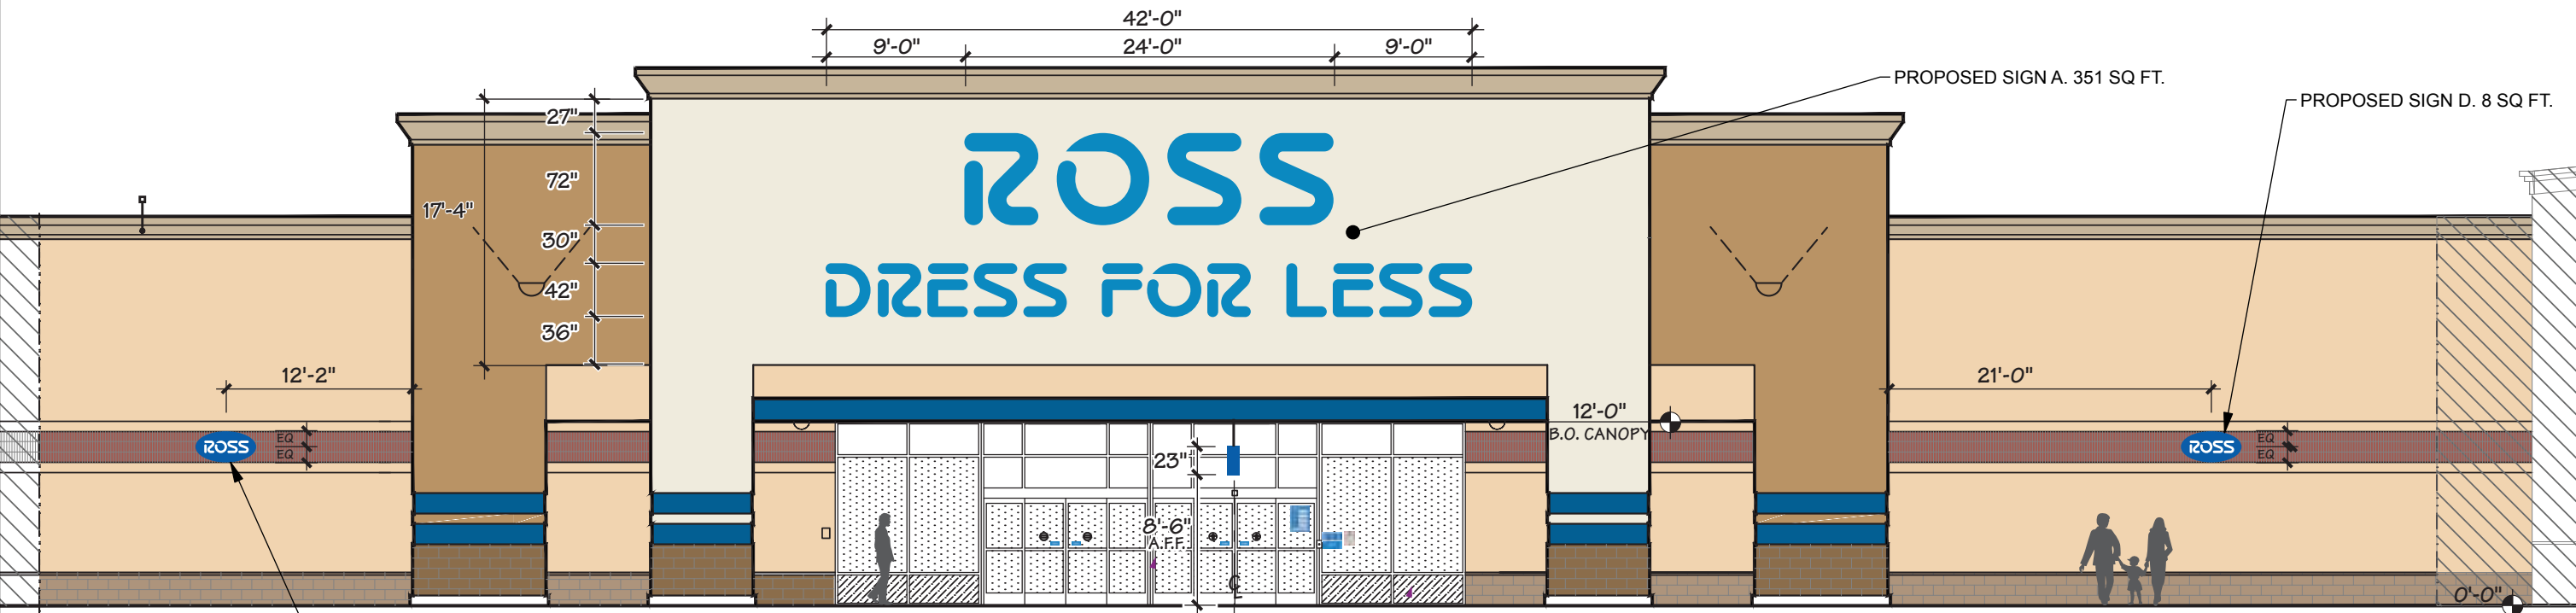 42'-0"
9'-0" 24'-0" 9'-0"
PROPOSED SIGN A. 351 SQ FT.
PROPOSED SIGN D. 8 SQ FT.
27"
72"
17'-4"
30"
42"
36"
ROSS
DRESS FOR LESS
12'-2"
21'-0"
12'-0"
B.O. CANOPY
ROSS
EQ
EQ
23"
ROSS
EQ
EQ
8'-6"
A.F.F.
CL
0'-0"